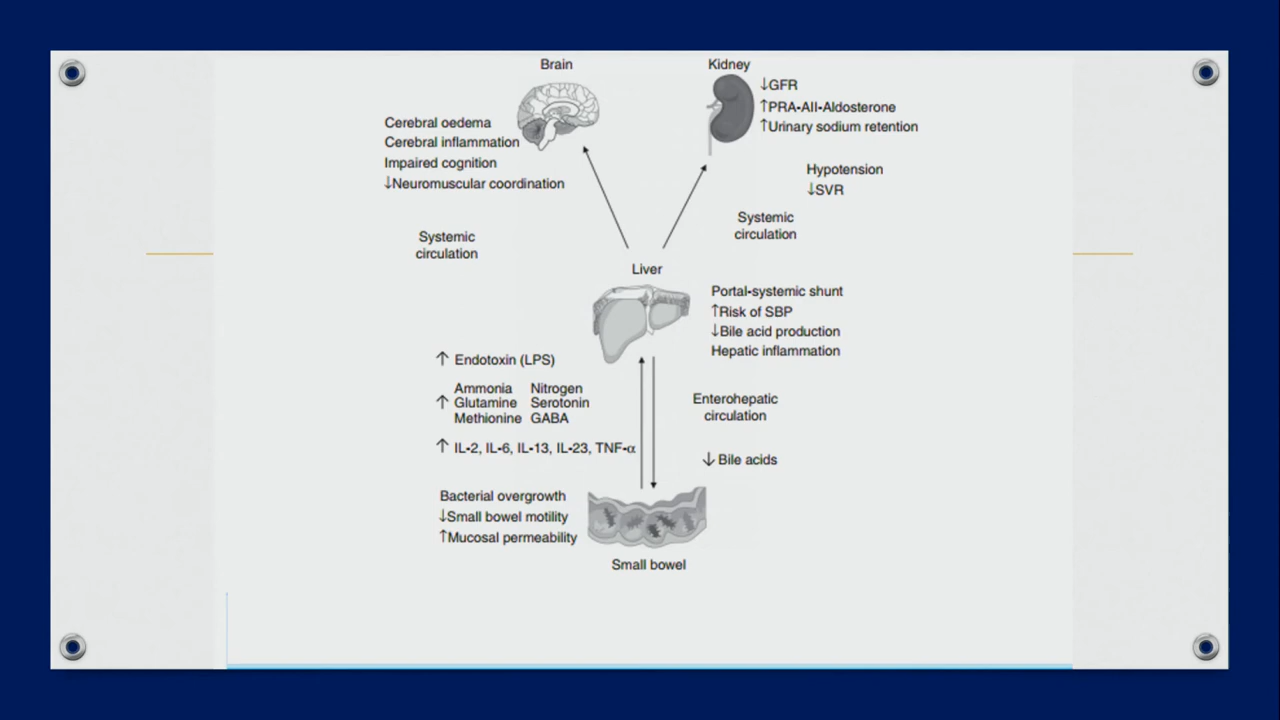 Brain
Kidney
↓GFR
↑PRA-AII-Aldosterone
↑Urinary sodium retention
Cerebral oedema
Cerebral inflammation
Impaired cognition
↓Neuromuscular coordination
Hypotension
↓SVR
Systemic
circulation
Systemic
circulation
Liver
Portal-systemic shunt
↑Risk of SBP
↓Bile acid production
Hepatic inflammation
↑ Endotoxin (LPS)
Ammonia Nitrogen
↑ Glutamine Serotonin
Methionine GABA
↑ IL-2, IL-6, IL-13, IL-23, TNF-α
Enterohepatic
circulation
↓ Bile acids
Bacterial overgrowth
↓Small bowel motility
↑Mucosal permeability
Small bowel